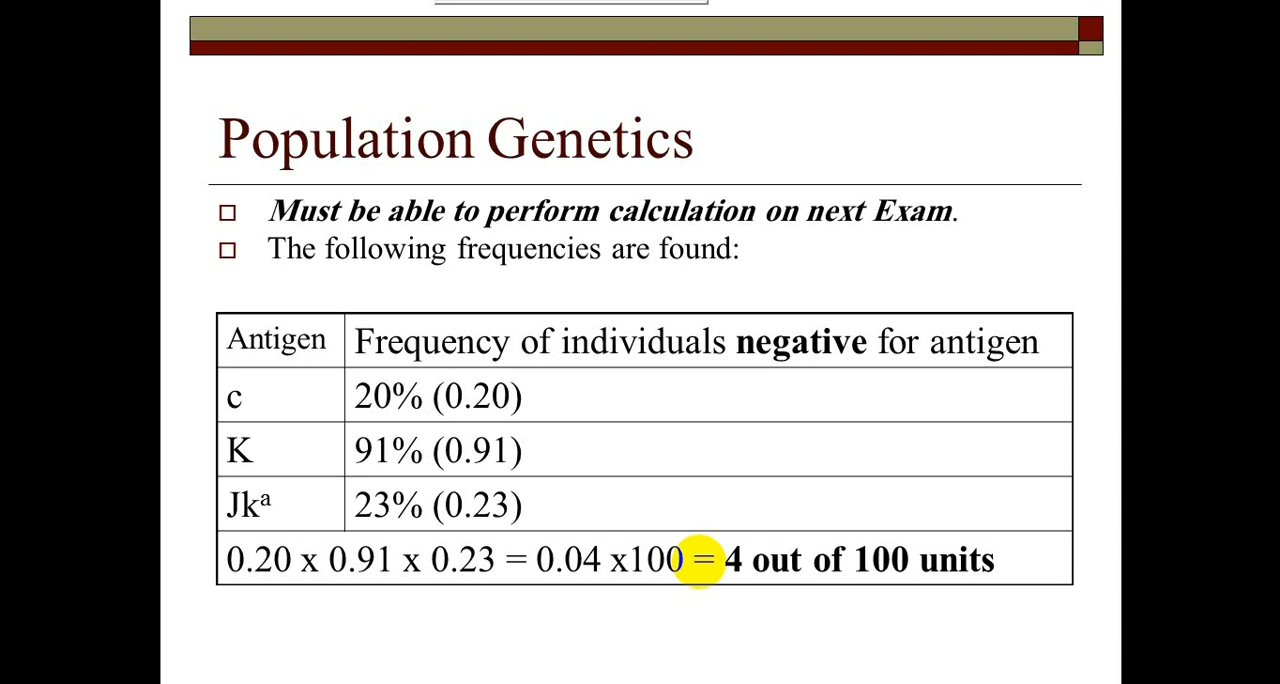 Population Genetics
Must be able to perform calculation on next Exam.
The following frequencies are found:
Antigen Frequency of individuals negative for antigen
c 20% (0.20)
K 91% (0.91)
Jkᵃ 23% (0.23)
0.20 x 0.91 x 0.23 = 0.04 x100 = 4 out of 100 units